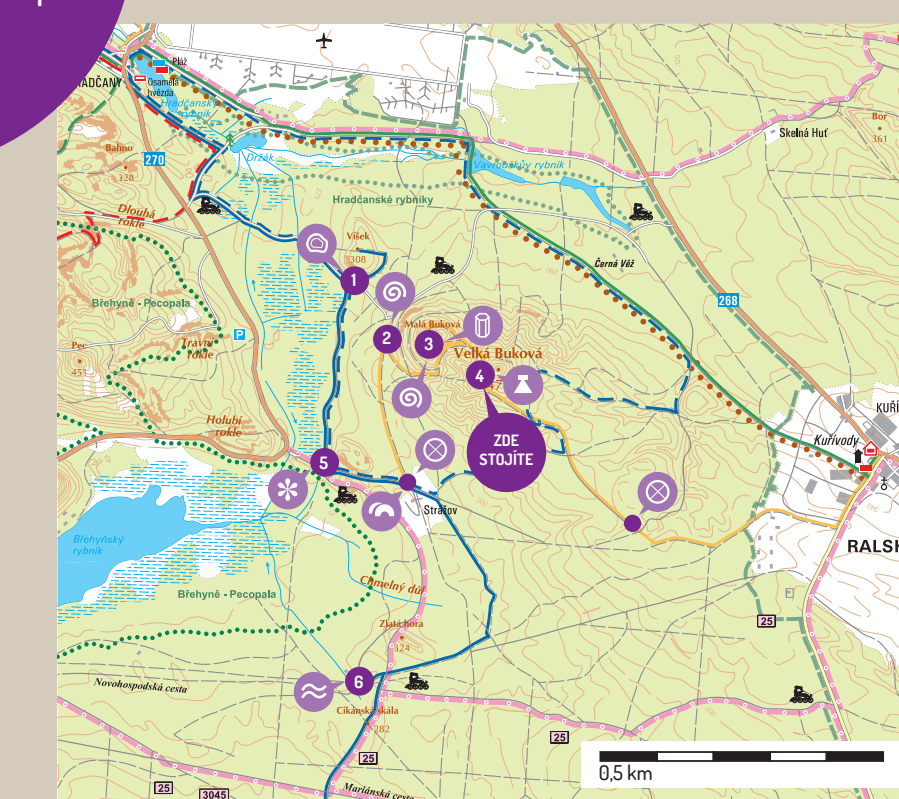 Pláž
HRADČANY
Osamělá
hvězda
Hradčanský
rybník
Držák
Bahno
328
270
Dlouhá
rokle
Vavrouškův rybník
Skelná Huť
Bor
361
Hradčanské rybníky
Víšek
308
1
Černá Věž
268
Břehyně - Pecopala
Pec
451
Travní
rokle
P
Malá Buková
2
3
Velká Buková
4
ZDE
STOJÍTE
Holubí
rokle
5
Strážov
Kuřívody
KUŘÍ
RALSK
Břehyňský
rybník
Břehyně - Pecopala
Chmelný důl
Zlatá hora
324
25
6
Novohospodská cesta
Cikánská skála
282
25
25
25
3045
Mariánská cesta
0,5 km